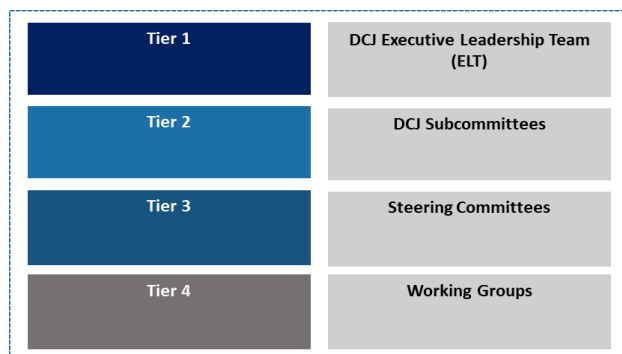 Tier 1
DCJ Executive Leadership Team
(ELT)
Tier 2
DCJ Subcommittees
Tier 3
Steering Committees
Tier 4
Working Groups